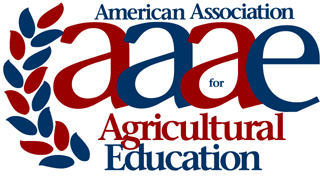 American Association
aaae
for
Agricultural
Education